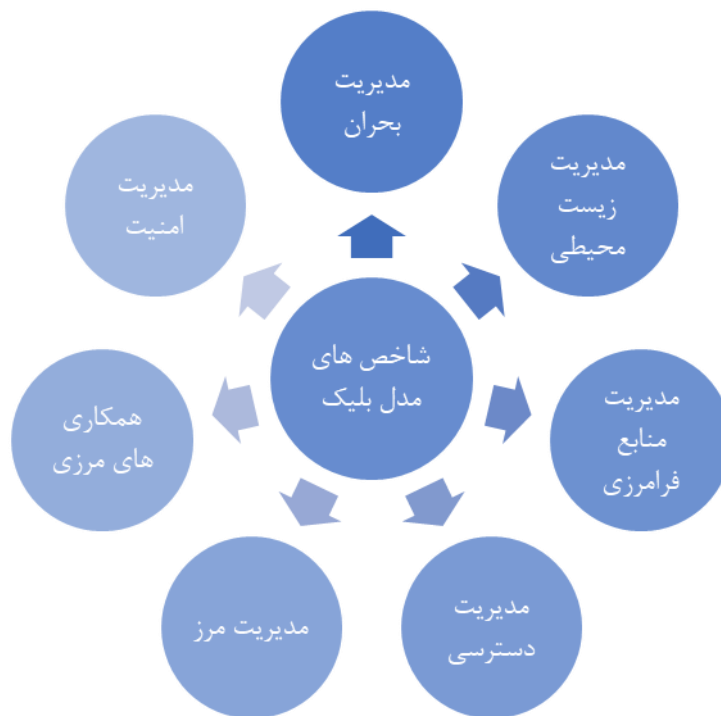 مدیریت
بحران
مدیریت
زیست
محیطی
مدیریت
منابع
فرامرزی
مدیریت
دسترسی
مدیریت مرز
همکاری
های مرزی
مدیریت
امنیت
شاخص های
مدل بلیک